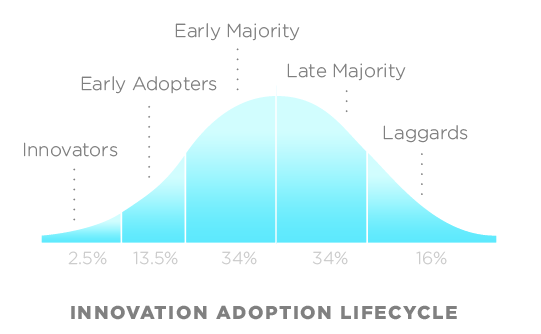 Early Majority
Late Majority
Early Adopters
Laggards
Innovators
2.5% 13.5% 34% 34% 16%
INNOVATION ADOPTION LIFECYCLE